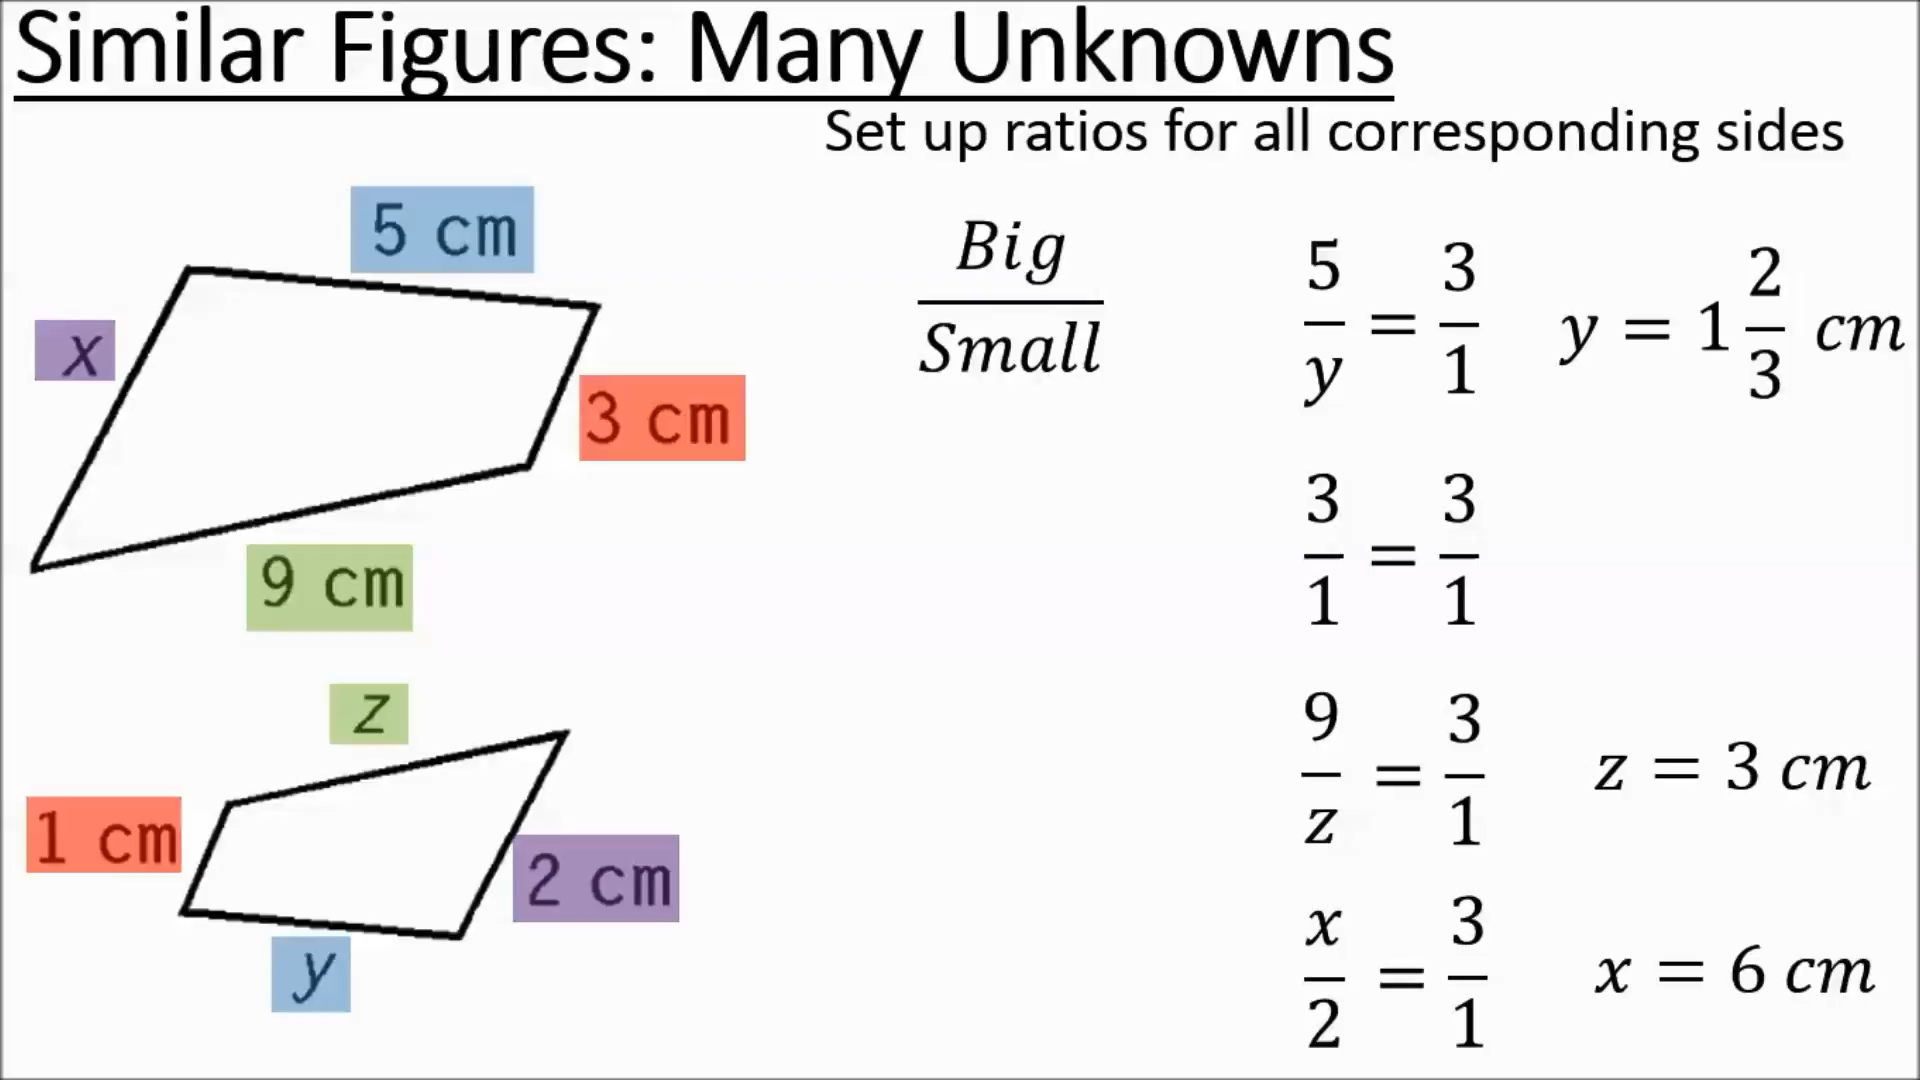 Similar Figures: Many Unknowns
Set up ratios for all corresponding sides
5 cm
x
3 cm
9 cm
z
1 cm
2 cm
y
Big/Small
5/y = 3/1  y = 1 2/3 cm
3/1 = 3/1
9/z = 3/1  z = 3 cm
x/2 = 3/1  x = 6 cm